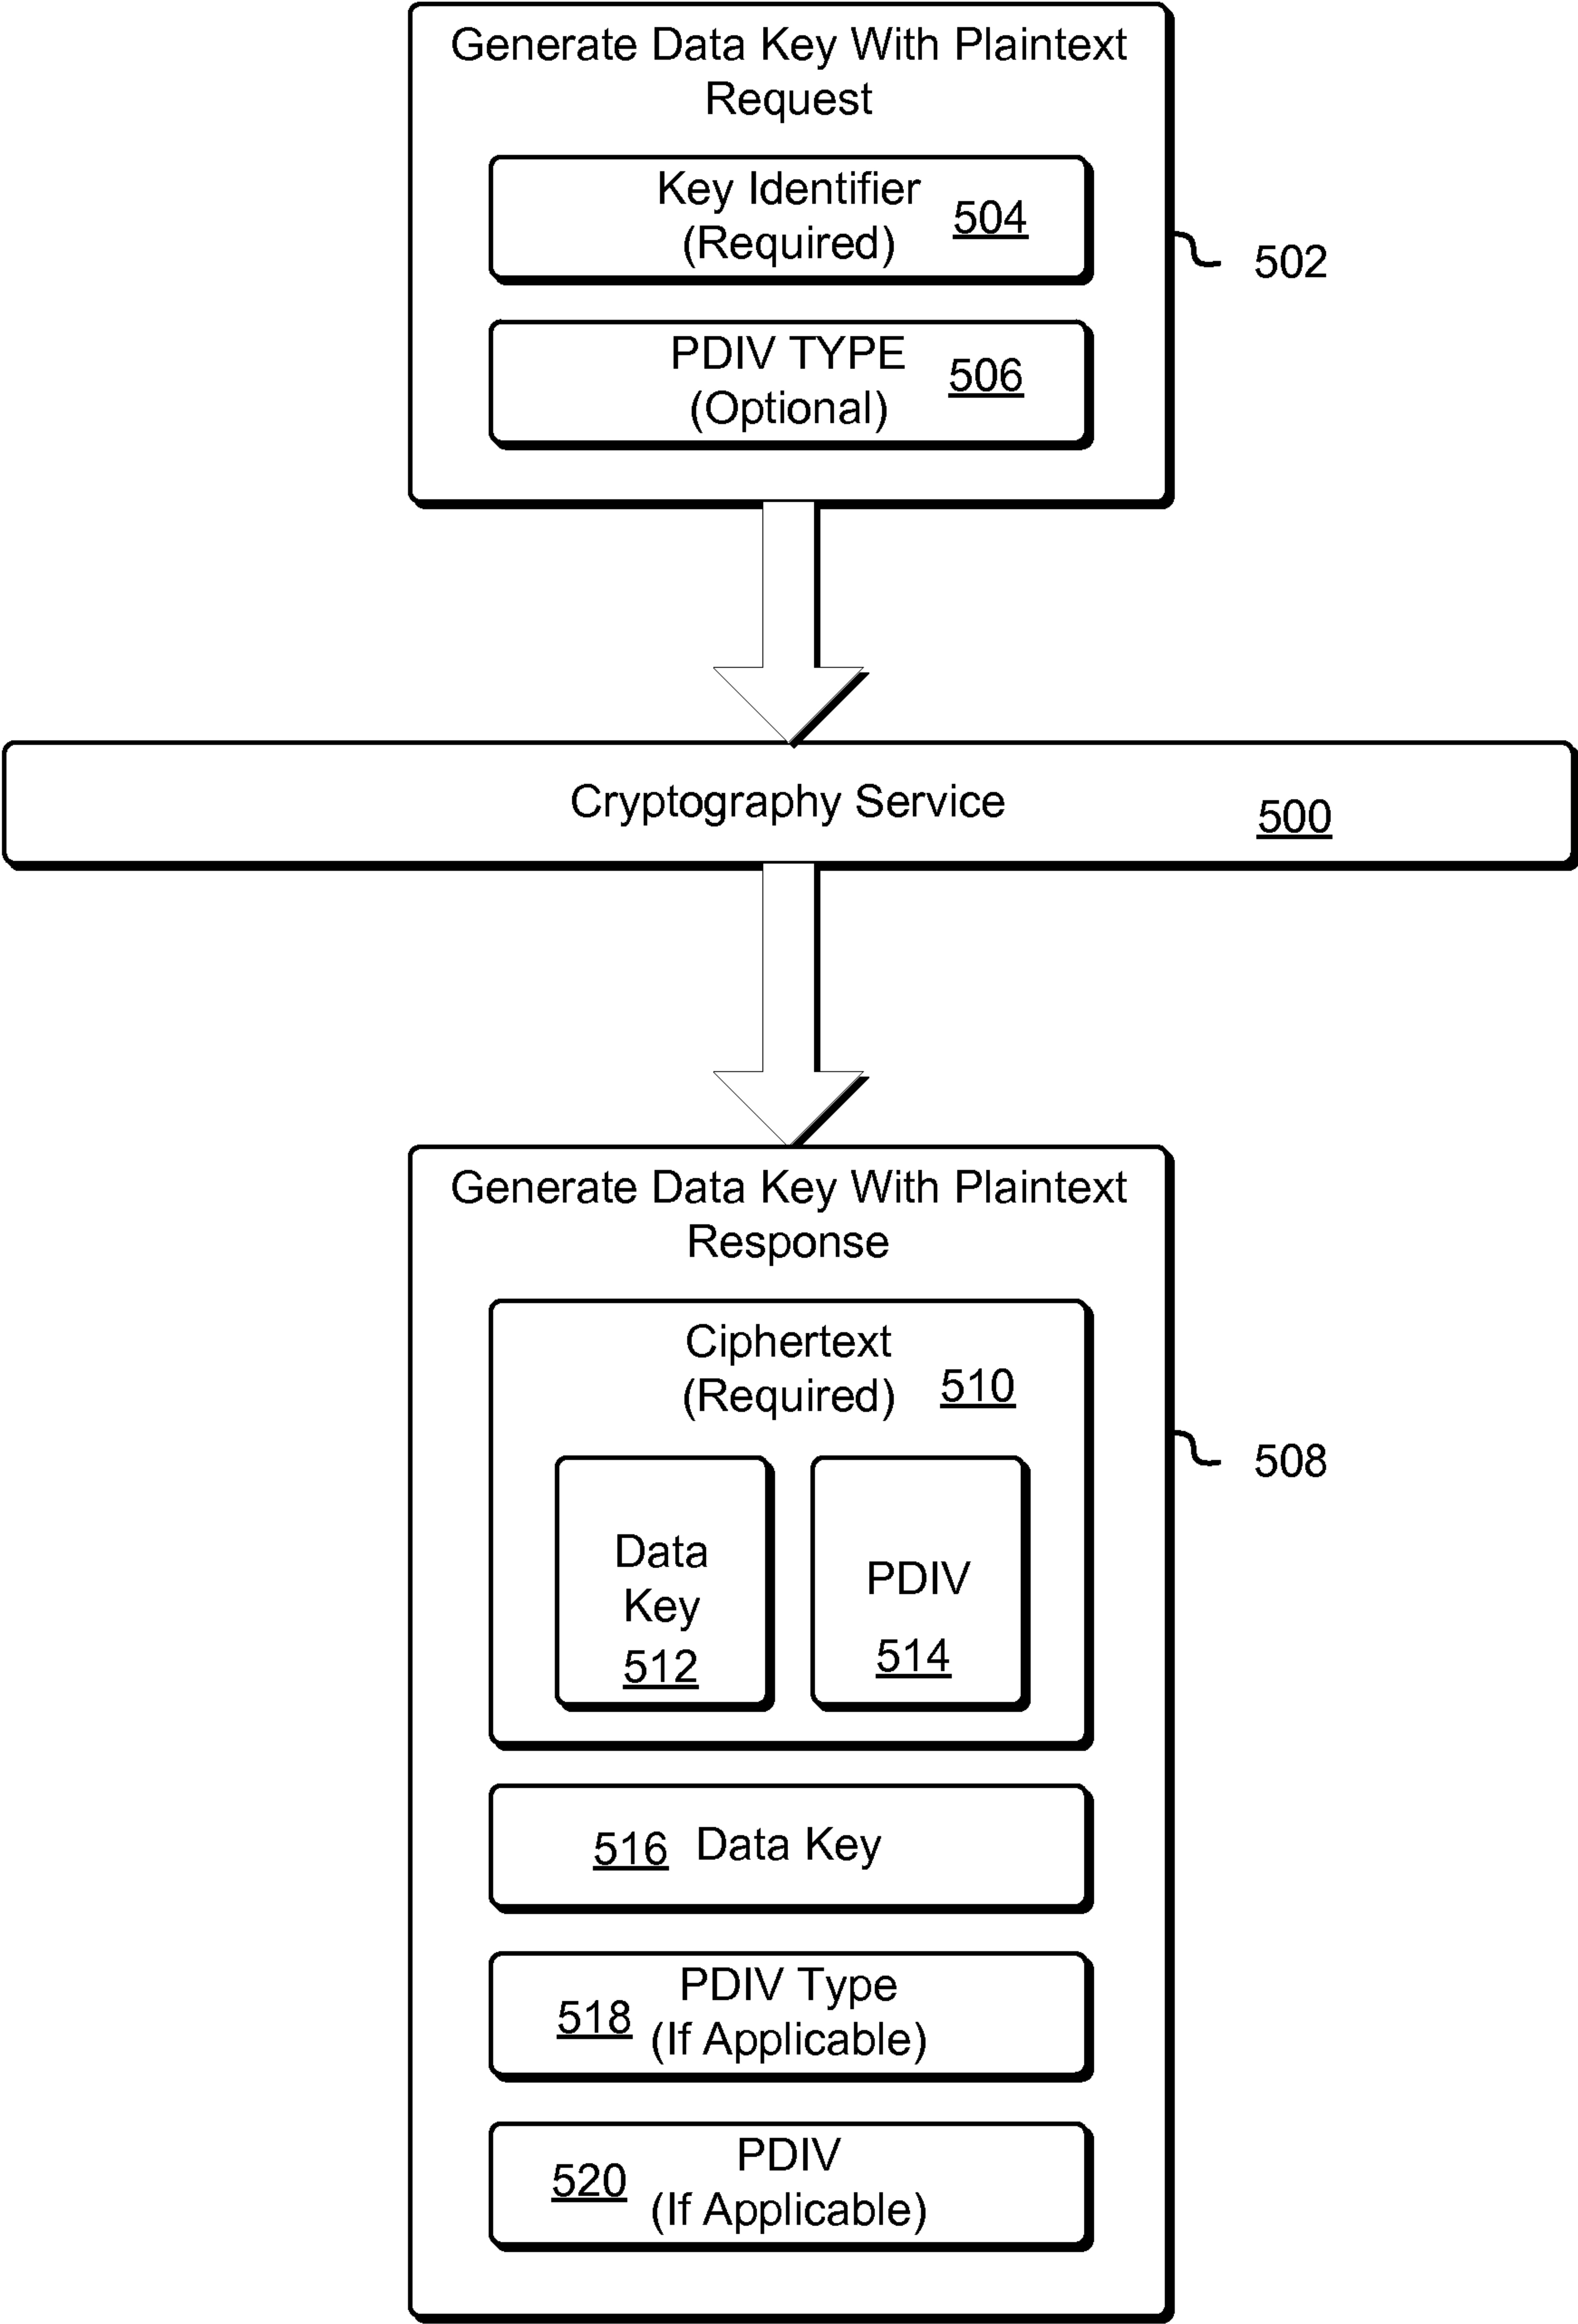 Generate Data Key With Plaintext
Request
Key Identifier
(Required)
504
502
PDIV TYPE
(Optional)
506
Cryptography Service
500
Generate Data Key With Plaintext
Response
Ciphertext
(Required)
510
508
Data
Key
512
PDIV
514
516 Data Key
PDIV Type
518
(If Applicable)
PDIV
520
(If Applicable)